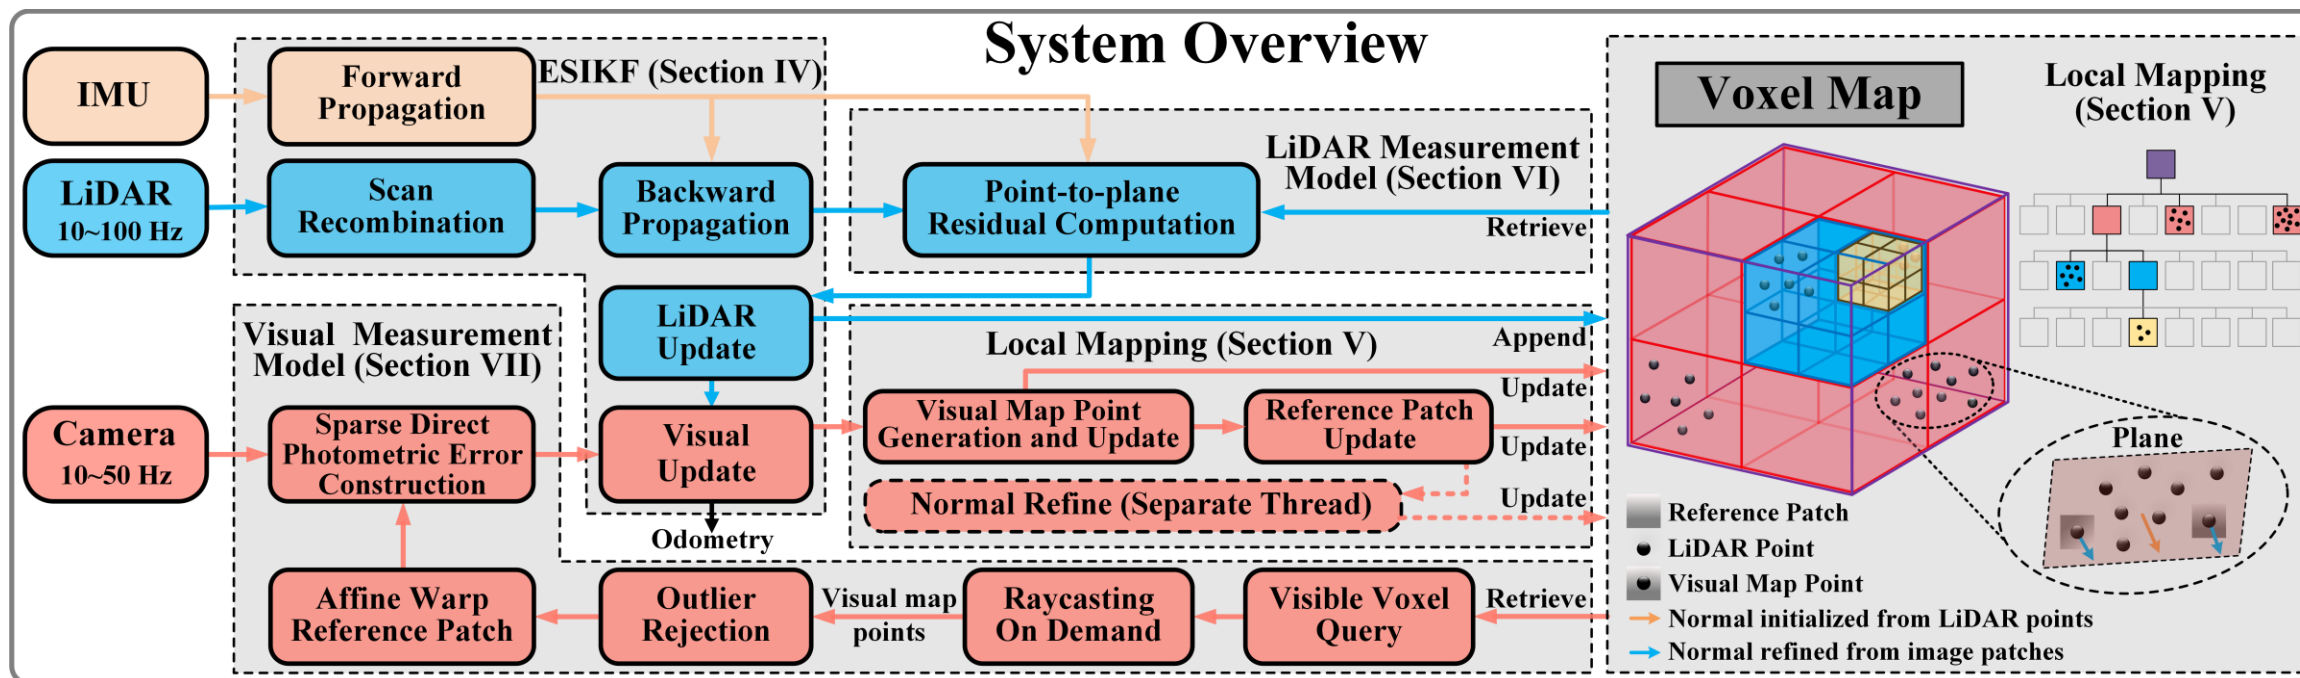 System Overview
IMU
Forward
Propagation
ESIKF (Section IV)
LiDAR
10~100 Hz
Scan
Recombination
Backward
Propagation
Point-to-plane
Residual Computation
LiDAR Measurement
Model (Section VI)
Retrieve
LiDAR
Update
Append
Visual Measurement
Model (Section VII)
Local Mapping (Section V)
Update
Camera
10~50 Hz
Sparse Direct
Photometric Error
Construction
Visual
Update
Visual Map Point
Generation and Update
Reference Patch
Update
Update
Normal Refine (Separate Thread)
Update
Odometry
Affine Warp
Reference Patch
Outlier
Rejection
Visual map
points
Raycasting
On Demand
Visible Voxel
Query
Retrieve
Voxel Map
Local Mapping
(Section V)
Plane
Reference Patch
LiDAR Point
Visual Map Point
Normal initialized from LiDAR points
Normal refined from image patches